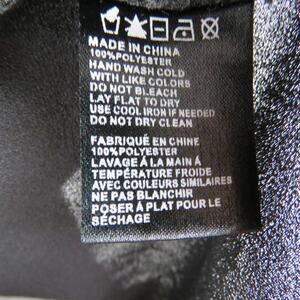 MADE IN CHINA
100%POLYESTER
HAND WASH COLD
WITH LIKE COLORS
DO NOT BLEACH
LAY FLAT TO DRY
USE COOL IRON IF NEEDED
DO NOT DRY CLEAN
FABRIQUÉ EN CHINE
100%POLYESTER
LAVAGE À LA MAIN À
TEMPÉRATURE FROIDE
AVEC COULEURS SIMILAIRES
NE PAS BLANCHIR
POSER À PLAT POUR LE
SÉCHAGE